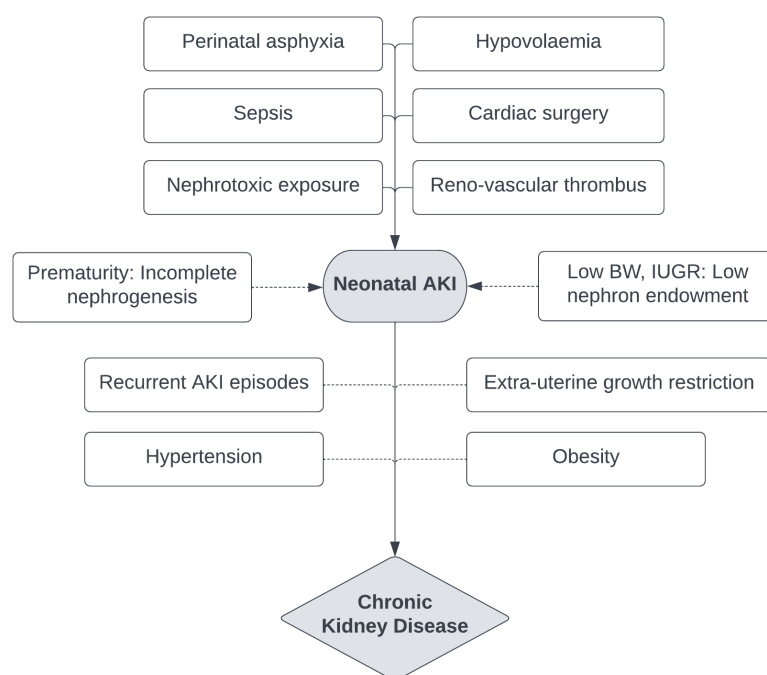 Perinatal asphyxia
Hypovolaemia
Sepsis
Cardiac surgery
Nephrotoxic exposure
Reno-vascular thrombus
Prematurity: Incomplete
nephrogenesis
Neonatal AKI
Low BW, IUGR: Low
nephron endowment
Recurrent AKI episodes
Extra-uterine growth restriction
Hypertension
Obesity
Chronic
Kidney Disease